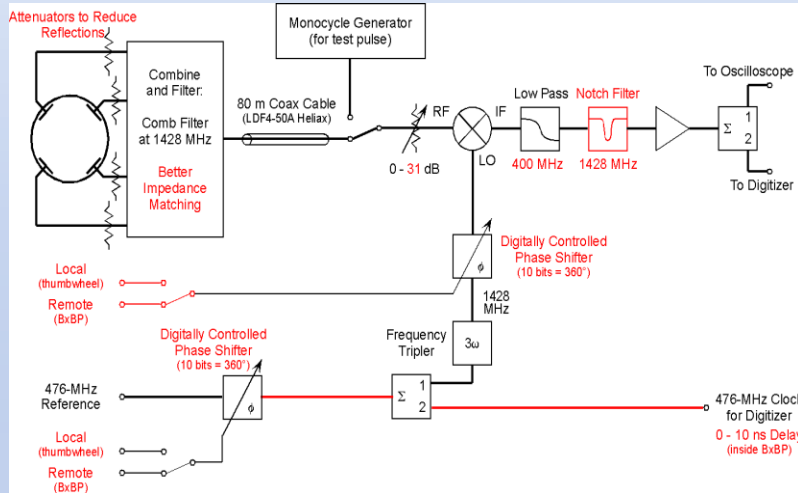 Attenuators to Reduce
Reflections
Monocycle Generator
(for test pulse)
Combine
and Filter:
Comb Filter
at 1428 MHz
Better
Impedance
Matching
80 m Coax Cable
(LDF4-50A Heliax)
RF
IF
LO
0 - 31 dB
Low Pass
400 MHz
Notch Filter
1428 MHz
To Oscilloscope
Σ
1
2
To Digitizer
Digitally Controlled
Phase Shifter
(10 bits = 360°)
ϕ
Local
(thumbwheel)
Remote
(BxBP)
1428
MHz
Frequency
Tripler
3ω
Digitally Controlled
Phase Shifter
(10 bits = 360°)
476-MHz
Reference
ϕ
Σ
1
2
476-MHz Clock
for Digitizer
0 - 10 ns Delay
(inside BxBP)
Local
(thumbwheel)
Remote
(BxBP)